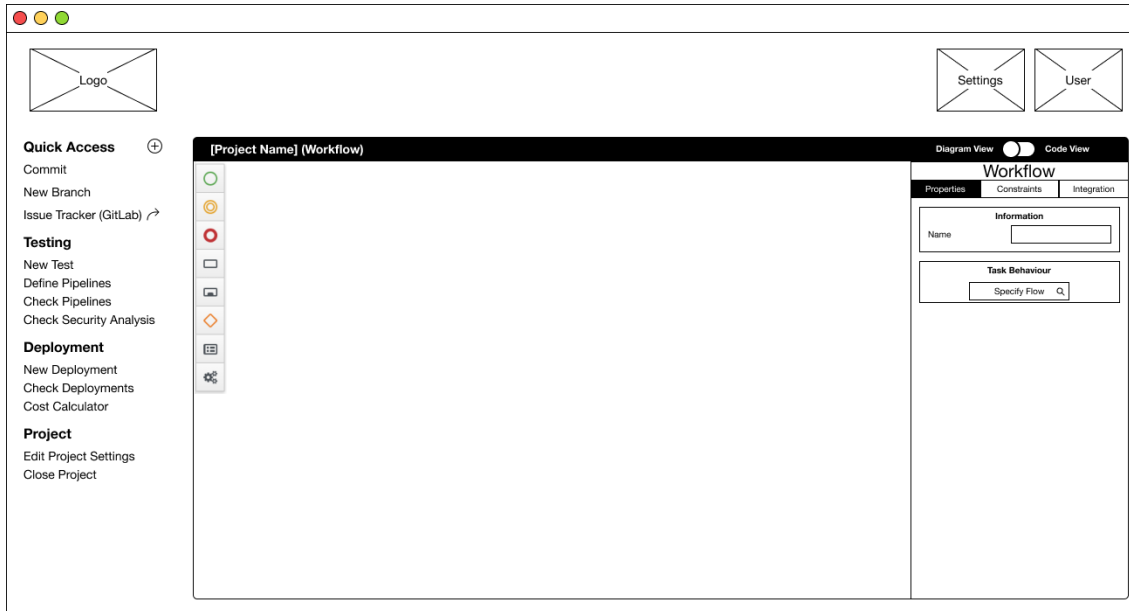 Logo
Settings
User
Quick Access
Commit
New Branch
Issue Tracker (GitLab)
Testing
New Test
Define Pipelines
Check Pipelines
Check Security Analysis
Deployment
New Deployment
Check Deployments
Cost Calculator
Project
Edit Project Settings
Close Project
[Project Name] (Workflow)
Diagram View
Code View
Workflow
Properties
Constraints
Integration
Information
Name
Task Behaviour
Specify Flow